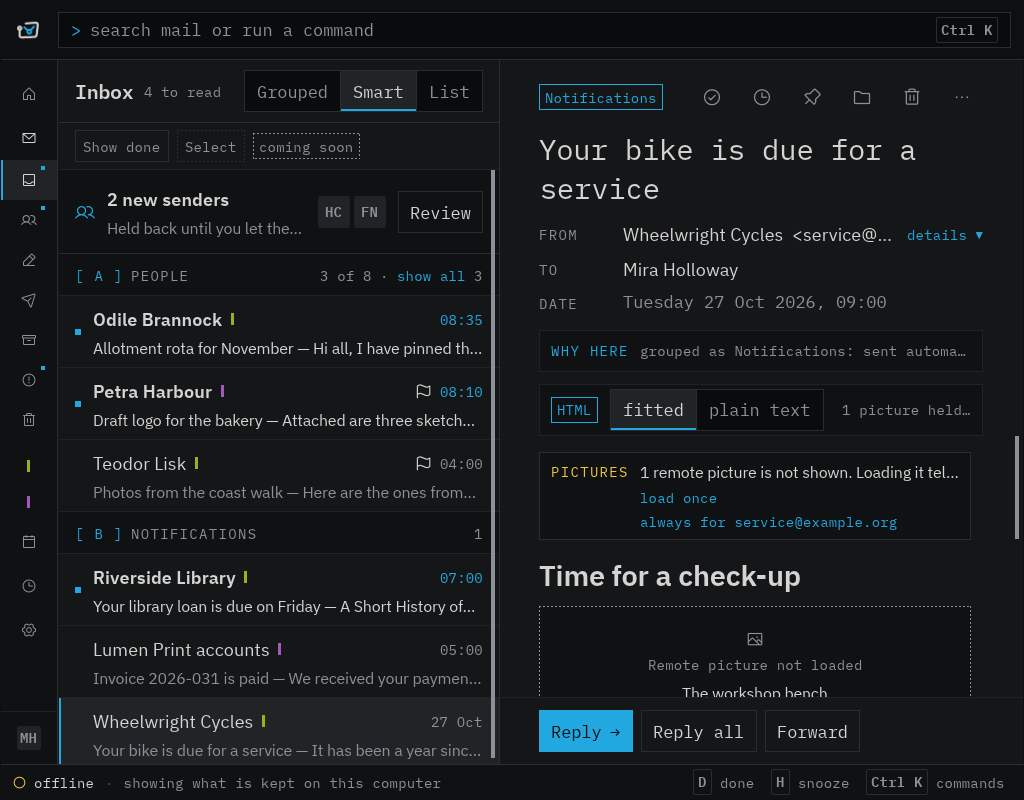 > search mail or run a command Ctrl K
Inbox 4 to read Grouped Smart List
Show done Select coming soon
2 new senders
Held back until you let the...
HC FN Review
[ A ] PEOPLE 3 of 8 · show all 3
Odile Brannock 08:35
Allotment rota for November — Hi all, I have pinned th...
Petra Harbour 08:10
Draft logo for the bakery — Attached are three sketch...
Teodor Lisk 04:00
Photos from the coast walk — Here are the ones from...
[ B ] NOTIFICATIONS 1
Riverside Library 07:00
Your library loan is due on Friday — A Short History of...
Lumen Print accounts 05:00
Invoice 2026-031 is paid — We received your paymen...
Wheelwright Cycles 27 Oct
Your bike is due for a service — It has been a year sinc...
MH
Notifications ...
Your bike is due for a
service
FROM Wheelwright Cycles <service@... details ▼
TO Mira Holloway
DATE Tuesday 27 Oct 2026, 09:00
WHY HERE grouped as Notifications: sent automa…
HTML fitted plain text 1 picture held…
PICTURES 1 remote picture is not shown. Loading it tel...
load once
always for service@example.org
Time for a check-up
Remote picture not loaded
The workshop bench
Reply → Reply all Forward
offline · showing what is kept on this computer
D done H snooze Ctrl K commands